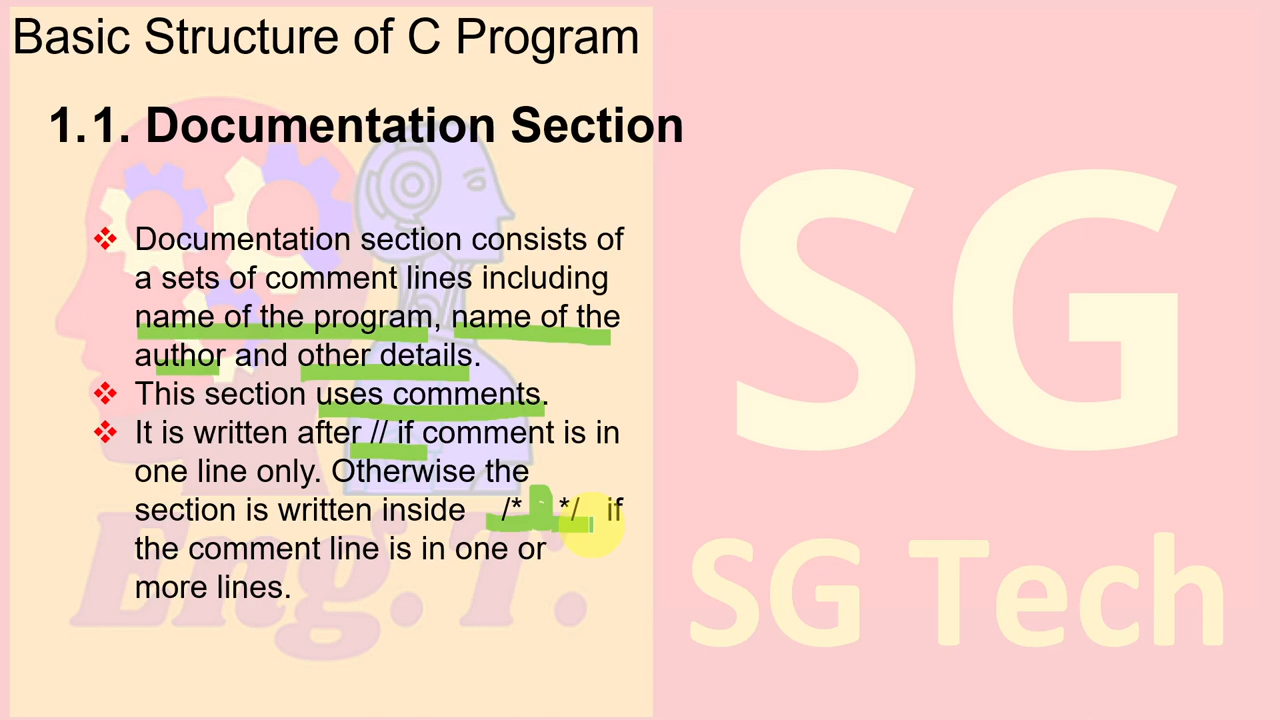 Basic Structure of C Program
1.1. Documentation Section
Documentation section consists of
a sets of comment lines including
name of the program, name of the
author and other details.
This section uses comments.
It is written after // if comment is in
one line only. Otherwise the
section is written inside /* */ if
the comment line is in one or
more lines.
Eng.T.
SG
SG Tech